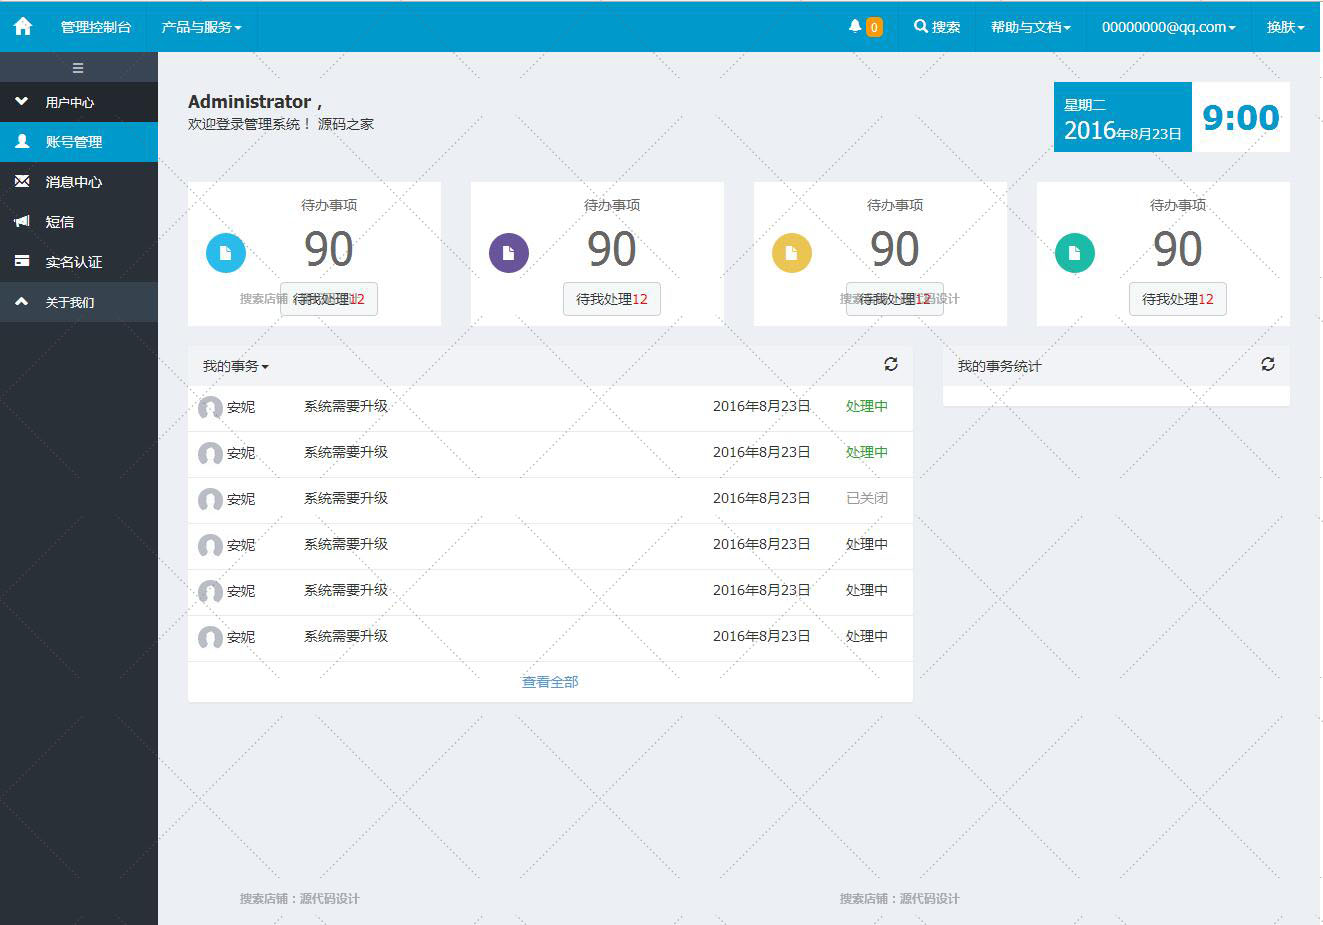 管理控制台 产品与服务 0 搜索 帮助与文档 00000000@qq.com 换肤
用户中心
账号管理
消息中心
短信
实名认证
关于我们
Administrator，
欢迎登录管理系统！ 源码之家
星期二
2016年8月23日
9:00
待办事项
90
待我处理12
待办事项
90
待我处理12
待办事项
90
待我处理12
待办事项
90
待我处理12
我的事务
安妮 系统需要升级 2016年8月23日 处理中
安妮 系统需要升级 2016年8月23日 处理中
安妮 系统需要升级 2016年8月23日 已关闭
安妮 系统需要升级 2016年8月23日 处理中
安妮 系统需要升级 2016年8月23日 处理中
安妮 系统需要升级 2016年8月23日 处理中
查看全部
我的事务统计
搜索店铺：源代码设计
搜索店铺：源代码设计
搜索店铺：源代码设计
搜索店铺：源代码设计